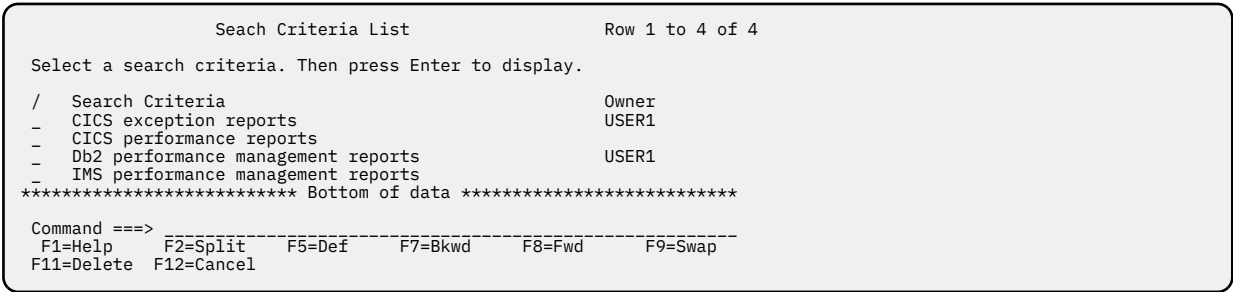 Seach Criteria List Row 1 to 4 of 4
Select a search criteria. Then press Enter to display.
/ Search Criteria Owner
_ CICS exception reports USER1
_ CICS performance reports
_ Db2 performance management reports USER1
_ IMS performance management reports
*************************** Bottom of data ***************************
Command ===> ________________________________________________________
F1=Help F2=Split F5=Def F7=Bkwd F8=Fwd F9=Swap
F11=Delete F12=Cancel